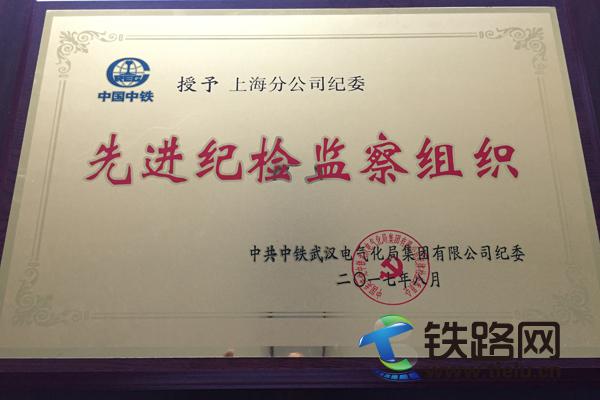 中国中铁
授予 上海分公司纪委
先进纪检监察组织
中共中铁武汉电气化局集团有限公司纪委
二〇一七年八月
铁路网